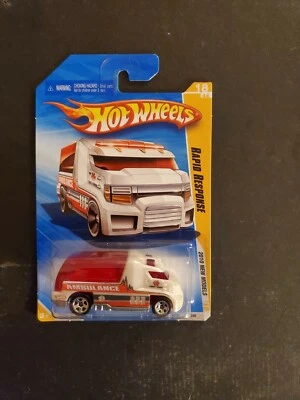 WARNING:
CHOKING HAZARD
18
HOT WHEELS
RAPID RESPONSE
2010 NEW MODELS
AMBULANCE